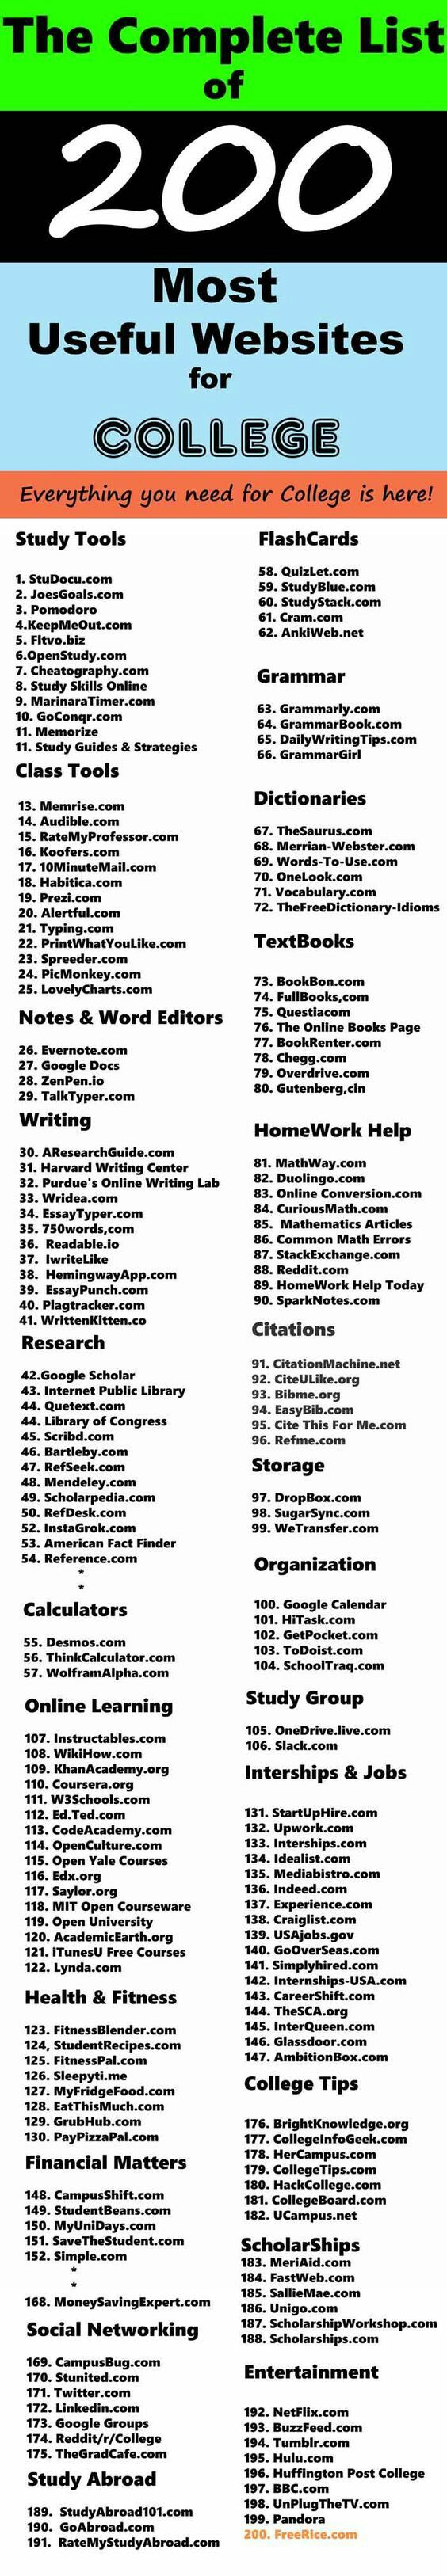 The Complete List
of
200
Most
Useful Websites
for
COLLEGE
Everything you need for College is here!
Study Tools
1. StuDocu.com
2. JoesGoals.com
3. Pomodoro
4.KeepMeOut.com
5. Fltvo.biz
6.OpenStudy.com
7. Cheatography.com
8. Study Skills Online
9. MarinaraTimer.com
10. GoConqr.com
11. Memorize
11. Study Guides & Strategies
Class Tools
13. Memrise.com
14. Audible.com
15. RateMyProfessor.com
16. Koofers.com
17. 10MinuteMail.com
18. Habitica.com
19. Prezi.com
20. Alertful.com
21. Typing.com
22. PrintWhatYouLike.com
23. Spreeder.com
24. PicMonkey.com
25. LovelyCharts.com
Notes & Word Editors
26. Evernote.com
27. Google Docs
28. ZenPen.io
29. TalkTyper.com
Writing
30. AResearchGuide.com
31. Harvard Writing Center
32. Purdue's Online Writing Lab
33. Wridea.com
34. EssayTyper.com
35. 750words,com
36. Readable.io
37. IwriteLike
38. HemingwayApp.com
39. EssayPunch.com
40. Plagtracker.com
41. WrittenKitten.co
Research
42.Google Scholar
43. Internet Public Library
44. Quetext.com
44. Library of Congress
45. Scribd.com
46. Bartleby.com
47. RefSeek.com
48. Mendeley.com
49. Scholarpedia.com
50. RefDesk.com
52. InstaGrok.com
53. American Fact Finder
54. Reference.com
*
*
Calculators
55. Desmos.com
56. ThinkCalculator.com
57. WolframAlpha.com
Online Learning
107. Instructables.com
108. WikiHow.com
109. KhanAcademy.org
110. Coursera.org
111. W3Schools.com
112. Ed.Ted.com
113. CodeAcademy.com
114. OpenCulture.com
115. Open Yale Courses
116. Edx.org
117. Saylor.org
118. MIT Open Courseware
119. Open University
120. AcademicEarth.org
121. iTunesU Free Courses
122. Lynda.com
Health & Fitness
123. FitnessBlender.com
124, StudentRecipes.com
125. FitnessPal.com
126. Sleepyti.me
127. MyFridgeFood.com
128. EatThisMuch.com
129. GrubHub.com
130. PayPizzaPal.com
Financial Matters
148. CampusShift.com
149. StudentBeans.com
150. MyUniDays.com
151. SaveTheStudent.com
152. Simple.com
*
*
168. MoneySavingExpert.com
Social Networking
169. CampusBug.com
170. Stunited.com
171. Twitter.com
172. Linkedin.com
173. Google Groups
174. Reddit/r/College
175. TheGradCafe.com
Study Abroad
189. StudyAbroad101.com
190. GoAbroad.com
191. RateMyStudyAbroad.com
FlashCards
58. QuizLet.com
59. StudyBlue.com
60. StudyStack.com
61. Cram.com
62. AnkiWeb.net
Grammar
63. Grammarly.com
64. GrammarBook.com
65. DailyWritingTips.com
66. GrammarGirl
Dictionaries
67. TheSaurus.com
68. Merrian-Webster.com
69. Words-To-Use.com
70. OneLook.com
71. Vocabulary.com
72. TheFreeDictionary-Idioms
TextBooks
73. BookBon.com
74. FullBooks,com
75. Questiacom
76. The Online Books Page
77. BookRenter.com
78. Chegg.com
79. Overdrive.com
80. Gutenberg,cin
HomeWork Help
81. MathWay.com
82. Duolingo.com
83. Online Conversion.com
84. CuriousMath.com
85. Mathematics Articles
86. Common Math Errors
87. StackExchange.com
88. Reddit.com
89. HomeWork Help Today
90. SparkNotes.com
Citations
91. CitationMachine.net
92. CiteULike.org
93. Bibme.org
94. EasyBib.com
95. Cite This For Me.com
96. Refme.com
Storage
97. DropBox.com
98. SugarSync.com
99. WeTransfer.com
Organization
100. Google Calendar
101. HiTask.com
102. GetPocket.com
103. ToDoist.com
104. SchoolTraq.com
Study Group
105. OneDrive.live.com
106. Slack.com
Interships & Jobs
131. StartUpHire.com
132. Upwork.com
133. Interships.com
134. Idealist.com
135. Mediabistro.com
136. Indeed.com
137. Experience.com
138. Craiglist.com
139. USAjobs.gov
140. GoOverSeas.com
141. Simplyhired.com
142. Internships-USA.com
143. CareerShift.com
144. TheSCA.org
145. InterQueen.com
146. Glassdoor.com
147. AmbitionBox.com
College Tips
176. BrightKnowledge.org
177. CollegeInfoGeek.com
178. HerCampus.com
179. CollegeTips.com
180. HackCollege.com
181. CollegeBoard.com
182. UCampus.net
ScholarShips
183. MeriAid.com
184. FastWeb.com
185. SallieMae.com
186. Unigo.com
187. ScholarshipWorkshop.com
188. Scholarships.com
Entertainment
192. NetFlix.com
193. BuzzFeed.com
194. Tumblr.com
195. Hulu.com
196. Huffington Post College
197. BBC.com
198. UnPlugTheTV.com
199. Pandora
200. FreeRice.com